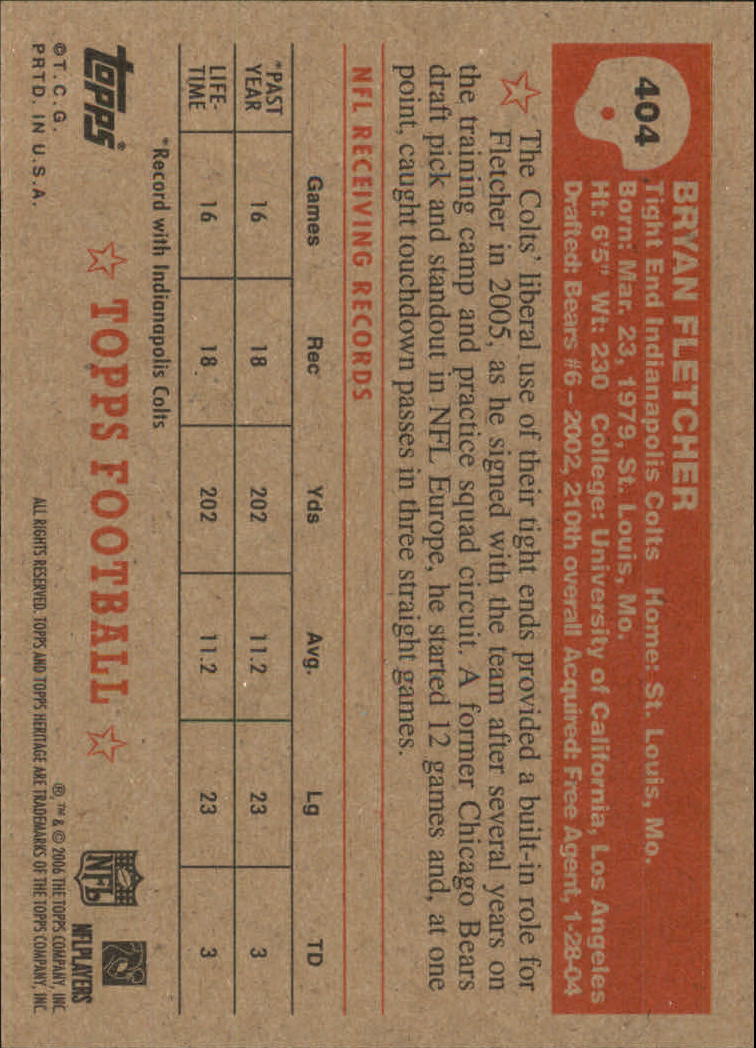 404
BRYAN FLETCHER
Tight End Indianapolis Colts Home: St. Louis, Mo.
Born: Mar. 23, 1979, St. Louis, Mo.
Ht: 6'5" Wt: 230 College: University of California, Los Angeles
Drafted: Bears #6 – 2002, 210th overall Acquired: Free Agent, 1-28-04
The Colts' liberal use of their tight ends provided a built-in role for
Fletcher in 2005, as he signed with the team after several years on
the training camp and practice squad circuit. A former Chicago Bears
draft pick and standout in NFL Europe, he started 12 games and, at one
point, caught touchdown passes in three straight games.
NFL RECEIVING RECORDS
Games Rec Yds Avg. Lg TD
*PAST YEAR 16 18 202 11.2 23 3
LIFE-TIME 16 18 202 11.2 23 3
*Record with Indianapolis Colts
topps® TOPPS FOOTBALL NFL NFLPLAYERS
©T.C.G. ®, ™ & © 2006 THE TOPPS COMPANY, INC
PRTD. IN U.S.A. ALL RIGHTS RESERVED. TOPPS AND TOPPS HERITAGE ARE TRADEMARKS OF THE TOPPS COMPANY, INC